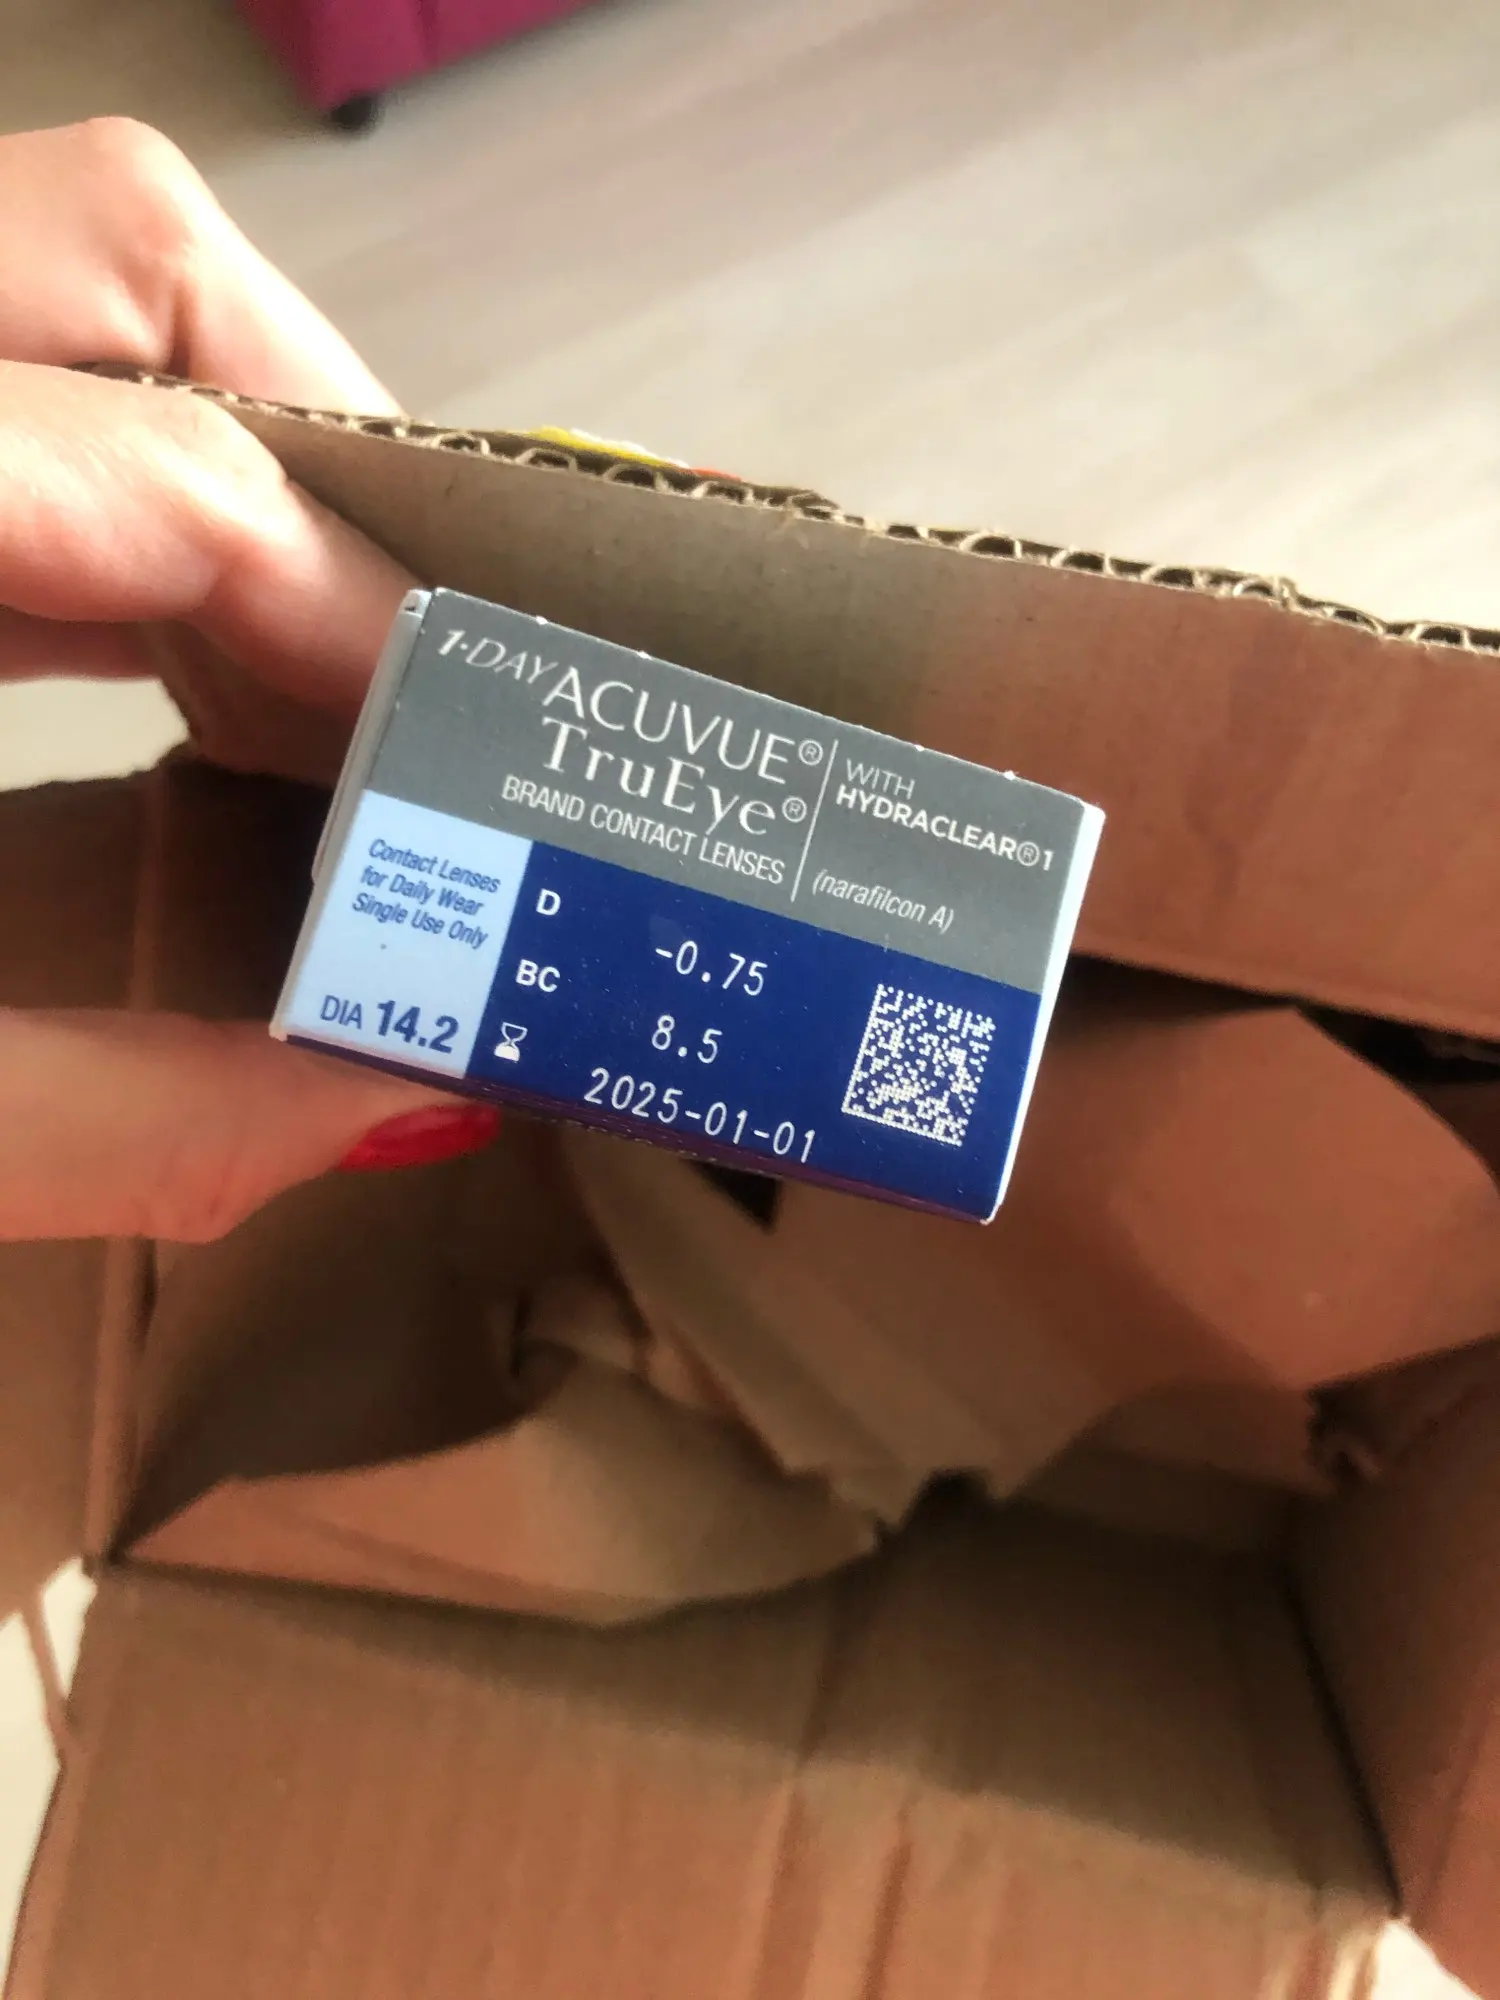 1·DAY ACUVUE®
TruEye®
BRAND CONTACT LENSES
WITH
HYDRACLEAR®1
(narafilcon A)
Contact Lenses
for Daily Wear
Single Use Only
DIA 14.2
D -0.75
BC 8.5
2025-01-01